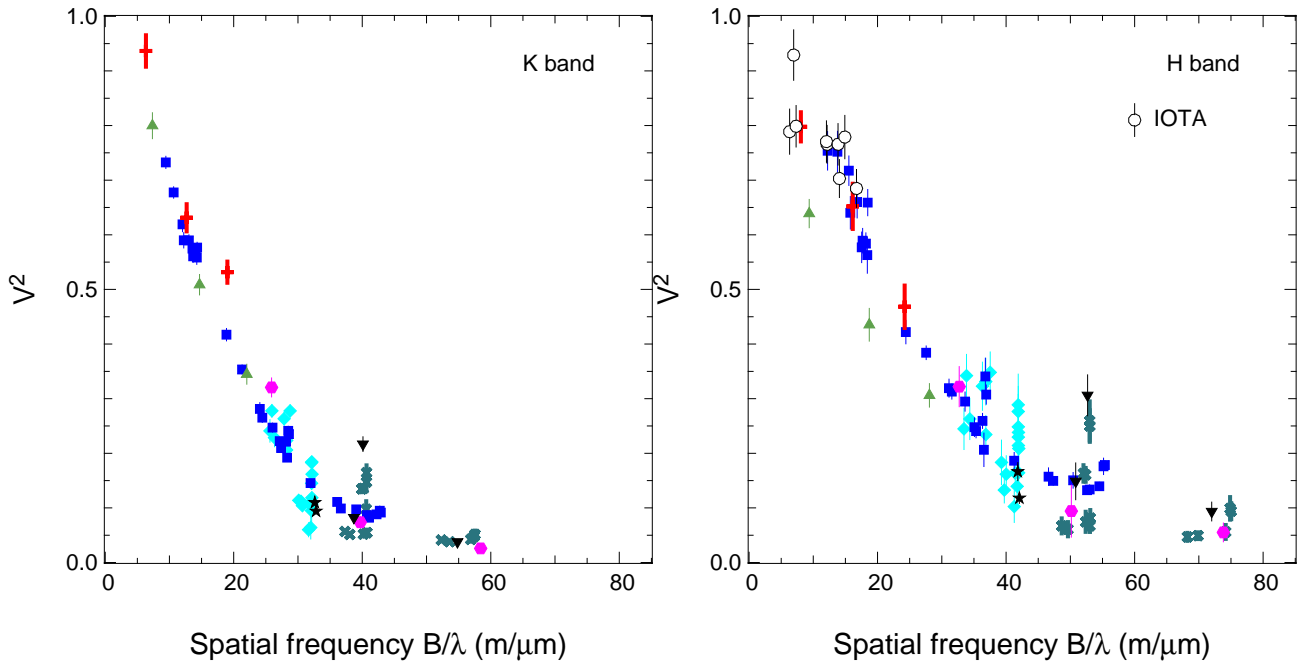 1.0
K band
V²
0.5
0.0
0 20 40 60 80
Spatial frequency B/λ (m/μm)
1.0
H band
IOTA
V²
0.5
0.0
0 20 40 60 80
Spatial frequency B/λ (m/μm)